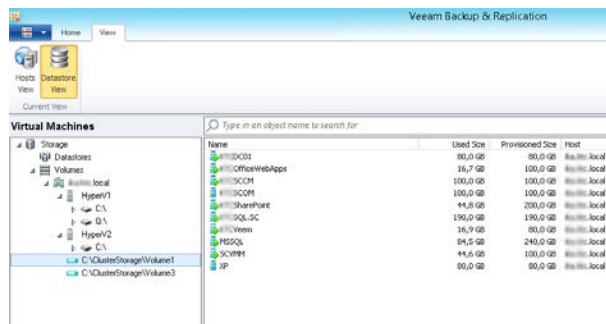 Veeam Backup & Replication
Home View
Hosts View
Datastore View
Current View
Virtual Machines
Type in an object name to search for
Storage
Datastores
Volumes
local
HyperV1
C:\
Q:\
HyperV2
C:\
C:\ClusterStorage\Volume1
C:\ClusterStorage\Volume3
Name Used Size Provisioned Size Host
DC01 80,0 GB 80,0 GB .local
OfficeWebApps 16,7 GB 100,0 GB .local
SCCM 100,0 GB 100,0 GB .local
SCOM 100,0 GB 100,0 GB .local
SharePoint 44,8 GB 200,0 GB .local
SQL.SC 190,0 GB 190,0 GB .local
Veem 16,9 GB 80,0 GB .local
MSSQL 84,5 GB 240,0 GB .local
SCVMM 44,6 GB 100,0 GB .local
XP 80,0 GB 80,0 GB .local